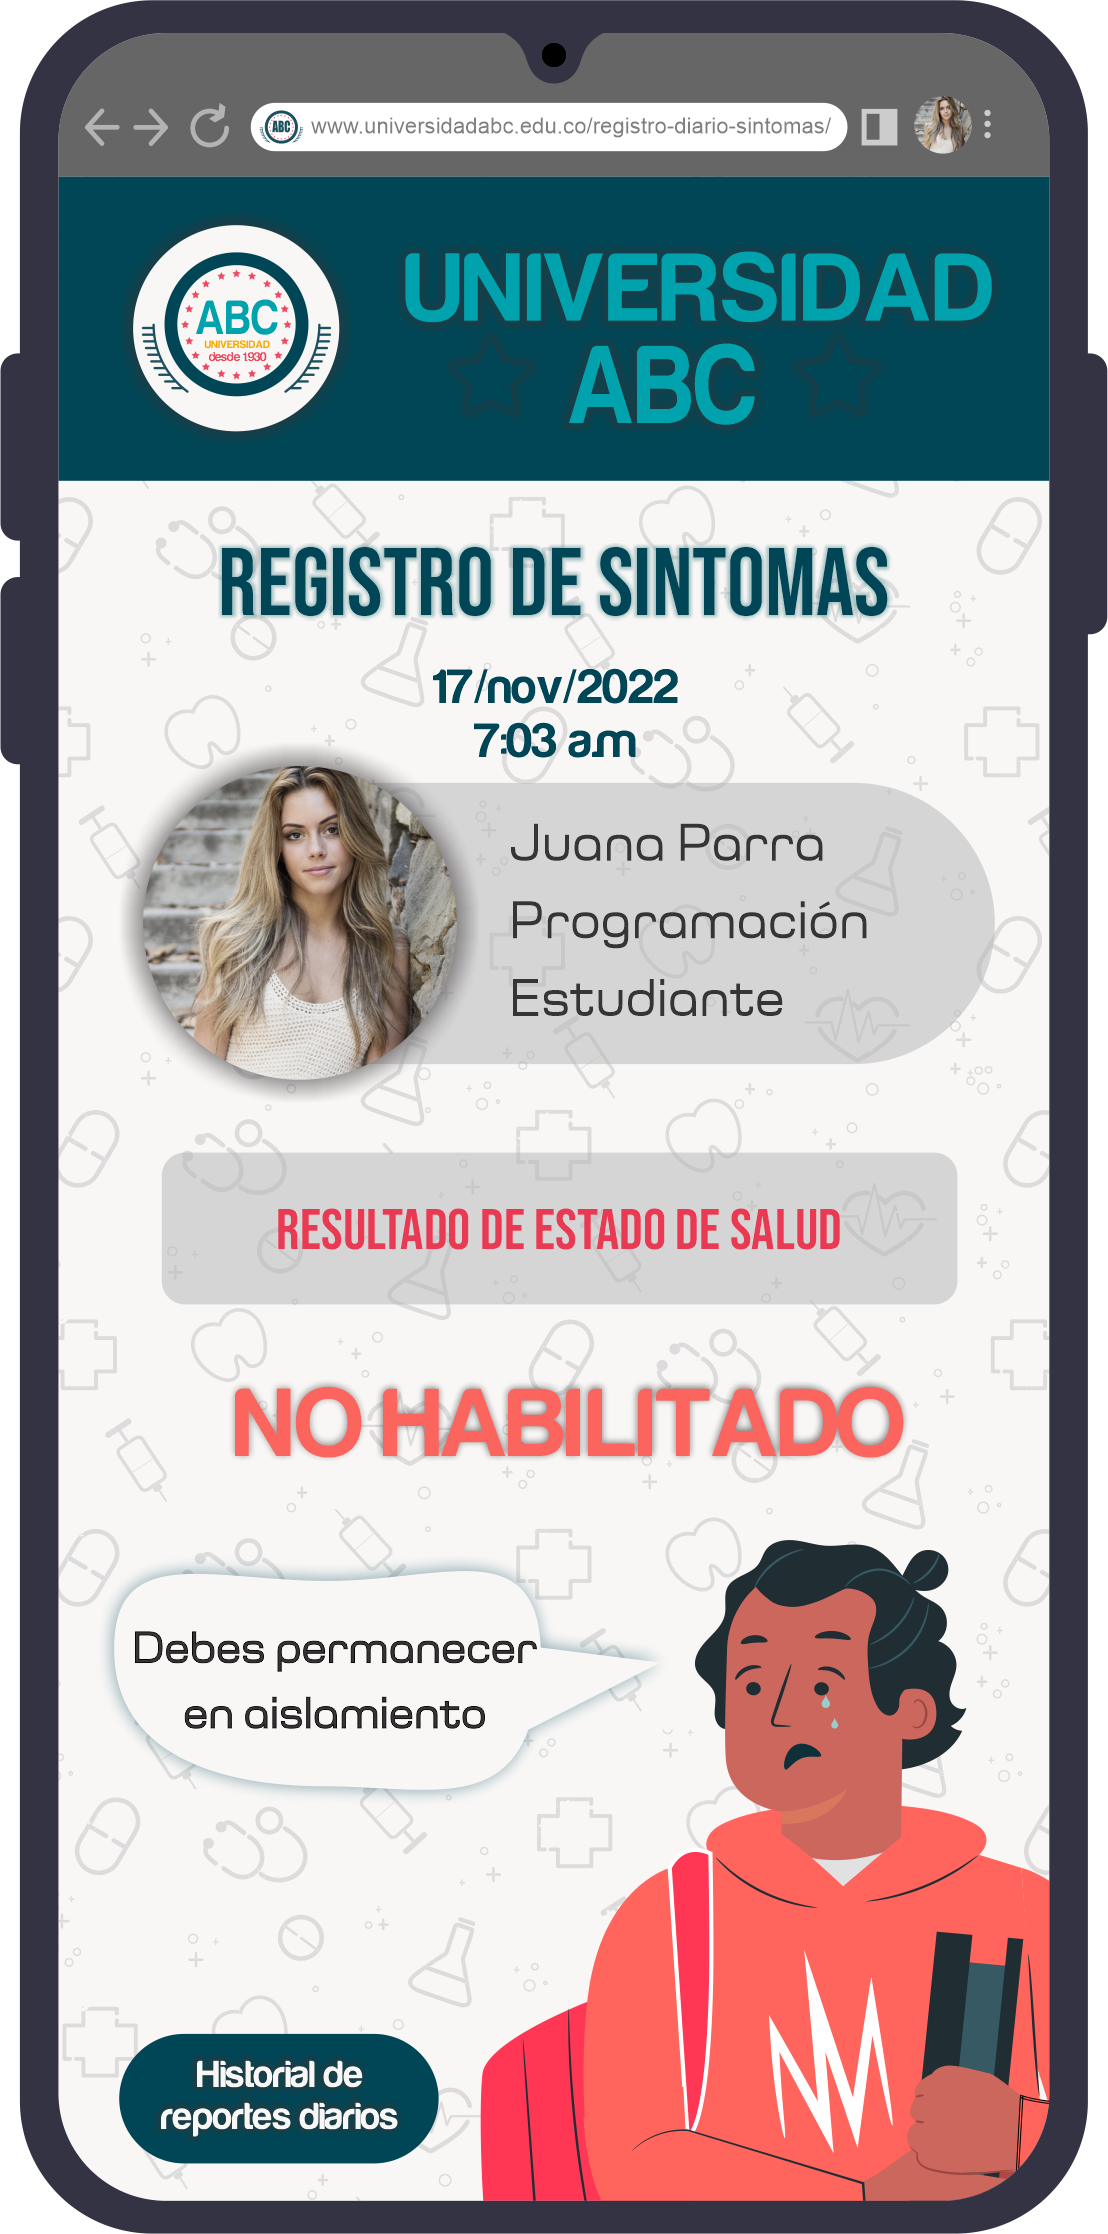 ABC
www.universidadabc.edu.co/registro-diario-sintomas/
ABC
UNIVERSIDAD
desde 1930
UNIVERSIDAD
ABC
REGISTRO DE SINTOMAS
17/nov/2022
7:03 a.m
Juana Parra
Programación
Estudiante
RESULTADO DE ESTADO DE SALUD
NO HABILITADO
Debes permanecer
en aislamiento
Historial de
reportes diarios